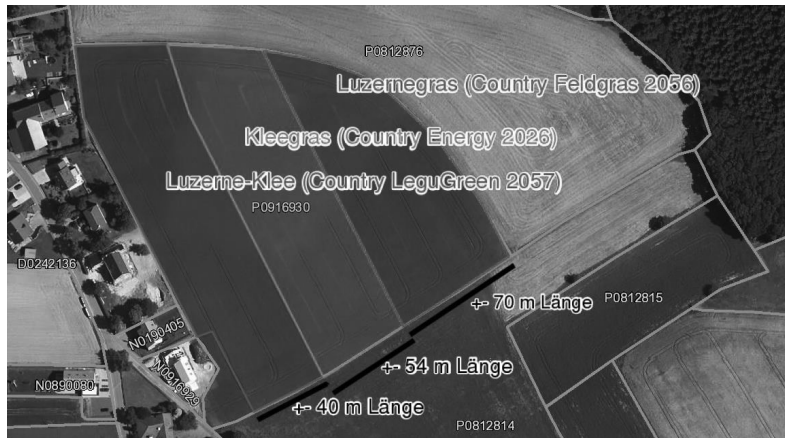 P0812876
Luzernegras (Country Feldgras 2056)
Kleegras (Country Energy 2026)
Luzerne-Klee (Country LeguGreen 2057)
P0916930
D0242136
+- 70 m Länge
P0812815
N0190405
+- 54 m Länge
N0916929
N0890080
+- 40 m Länge
P0812814